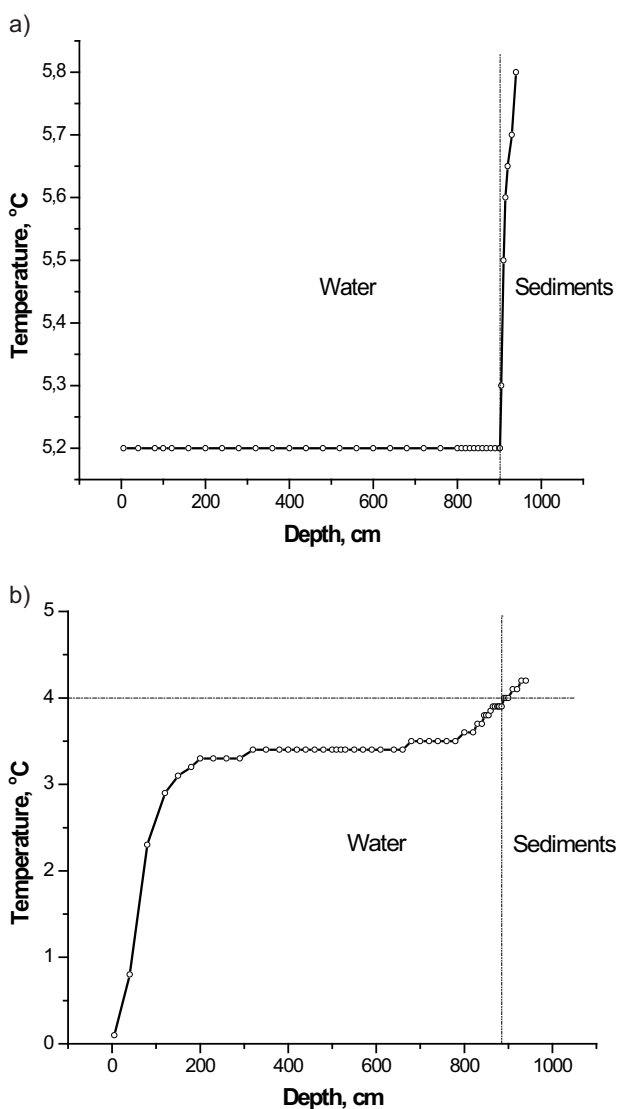 a)
5,8
5,7
5,6
5,5
5,4
5,3
5,2
Temperature, °C
Water
Sediments
0 200 400 600 800 1000
Depth, cm
b)
5
4
3
2
1
0
Temperature, °C
Water
Sediments
0 200 400 600 800 1000
Depth, cm